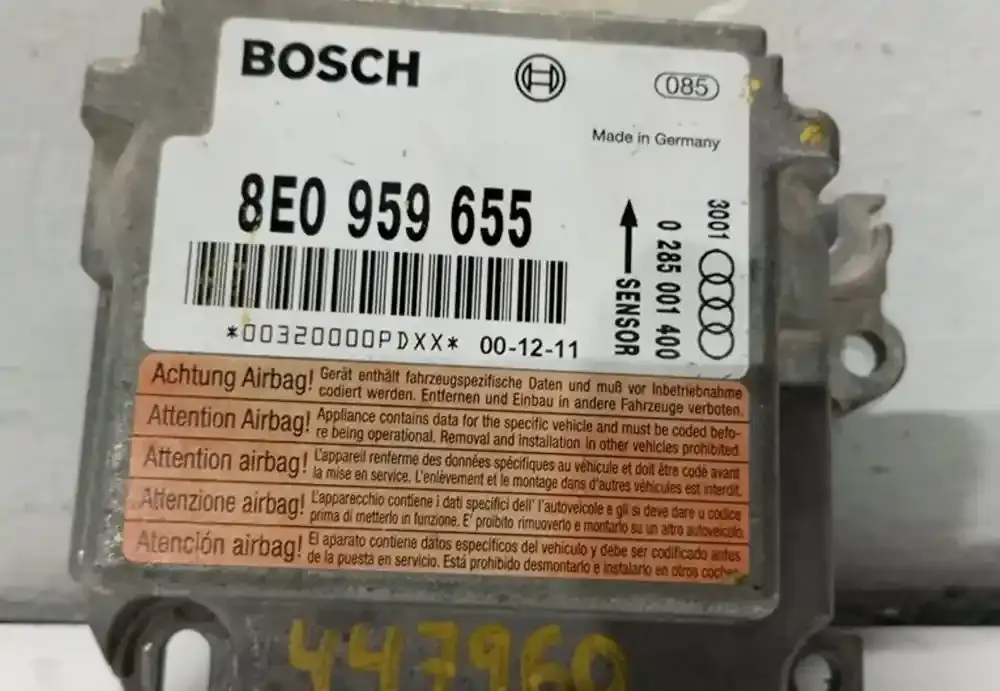 BOSCH
085
Made in Germany
8E0 959 655
3001
0 285 001 400
SENSOR
*00320000PDXX* 00-12-11
Achtung Airbag! Gerät enthält fahrzeugspezifische Daten und muß vor Inbetriebnahme
codiert werden. Entfernen und Einbau in andere Fahrzeuge verboten.
Attention Airbag! Appliance contains data for the specific vehicle and must be coded befo-
re being operational. Removal and installation in other vehicles prohibited.
Attention airbag! L'appareil renferme des données spécifiques au véhicule et doit être codé avant
la mise en service. L'enlèvement et le montage dans d'autres véhicules est interdit.
Attenzione airbag! L'apparecchio contiene i dati specifici dell' l'autoveicole e gli si deve dare u codice
prima di metterlo in funzione. E' proibito rimuoverlo e montarlo su un altro autoveicolo.
Atención airbag! El aparato contiene datos específicos del vehículo y debe ser codificado antes
de la puesta en servicio. Está prohibido desmontarlo e instalarlo en otros coches
447960